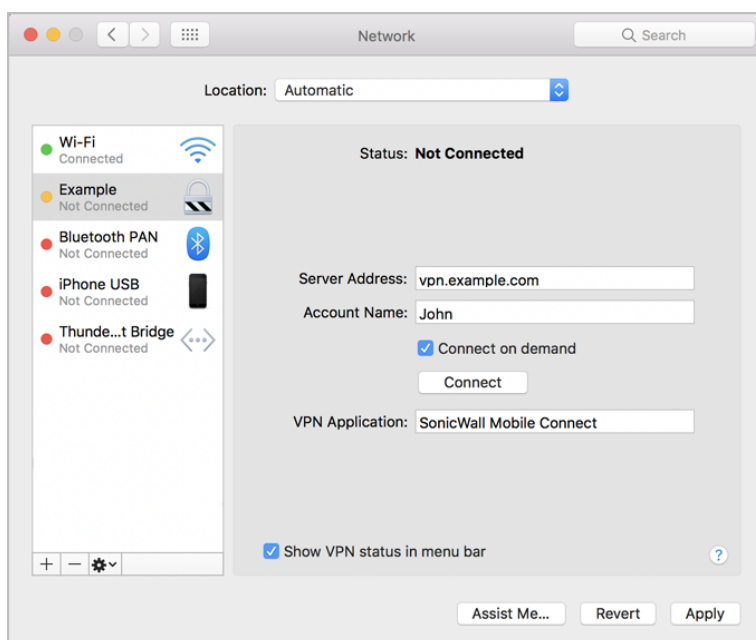 Network
Search
Location: Automatic
Wi-Fi
Connected
Example
Not Connected
Bluetooth PAN
Not Connected
iPhone USB
Not Connected
Thunde...t Bridge
Not Connected
Status: Not Connected
Server Address: vpn.example.com
Account Name: John
Connect on demand
Connect
VPN Application: SonicWall Mobile Connect
Show VPN status in menu bar
?
Assist Me... Revert Apply